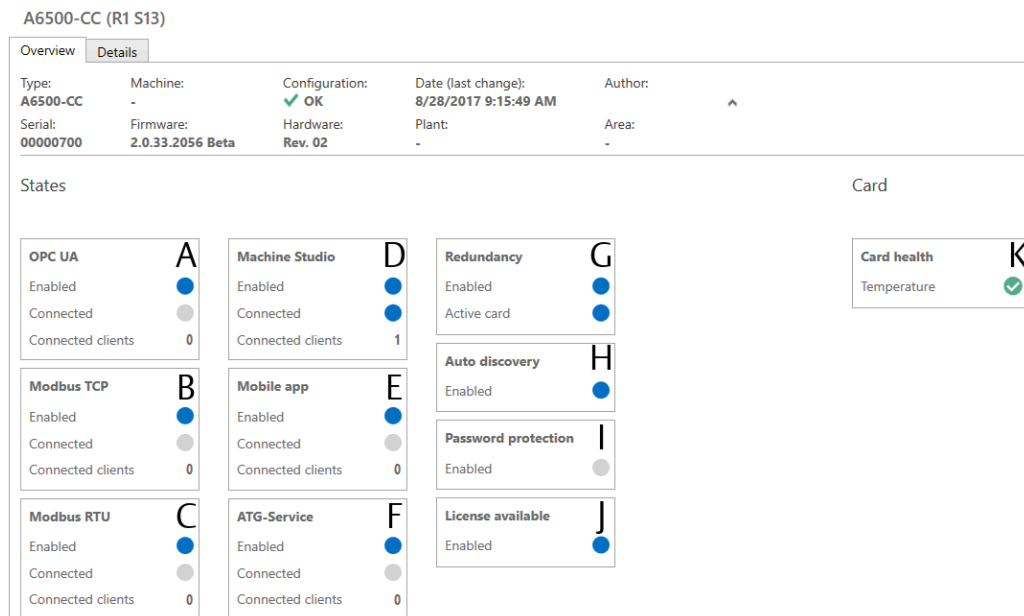 A6500-CC (R1 S13)
Overview Details
Type: Machine: Configuration: Date (last change): Author:
A6500-CC - OK 8/28/2017 9:15:49 AM
Serial: Firmware: Hardware: Plant: Area:
00000700 2.0.33.2056 Beta Rev. 02 - -
States Card
OPC UA A
Enabled
Connected
Connected clients 0
Modbus TCP B
Enabled
Connected
Connected clients 0
Modbus RTU C
Enabled
Connected
Connected clients 0
Machine Studio D
Enabled
Connected
Connected clients 1
Mobile app E
Enabled
Connected
Connected clients 0
ATG-Service F
Enabled
Connected
Connected clients 0
Redundancy G
Enabled
Active card
Auto discovery H
Enabled
Password protection I
Enabled
License available J
Enabled
Card health K
Temperature